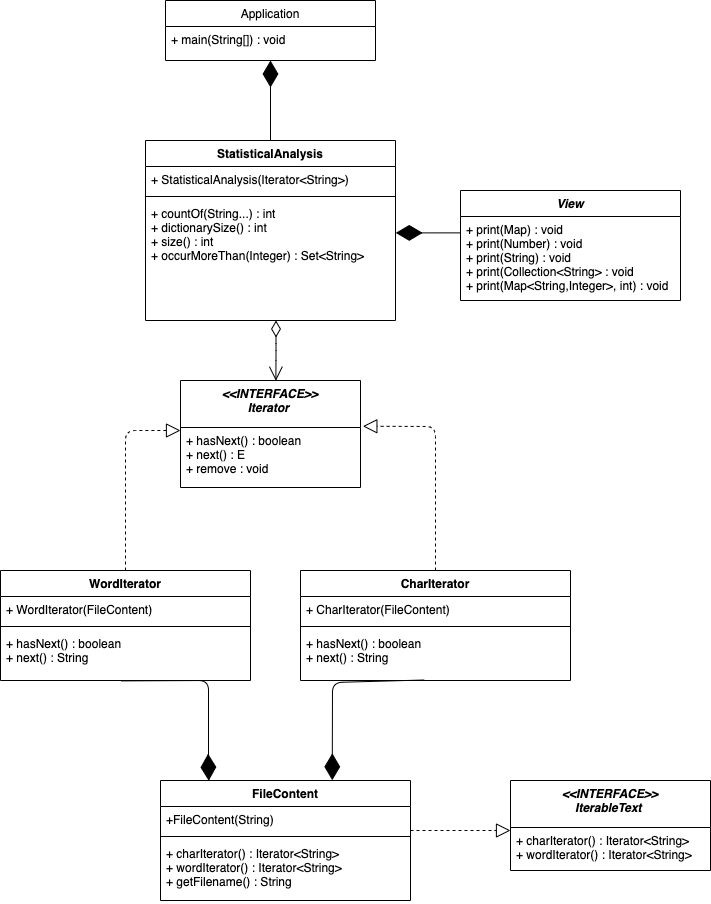 Application
+ main(String[]) : void
StatisticalAnalysis
+ StatisticalAnalysis(Iterator<String>)
+ countOf(String...) : int
+ dictionarySize() : int
+ size() : int
+ occurMoreThan(Integer) : Set<String>
View
+ print(Map) : void
+ print(Number) : void
+ print(String) : void
+ print(Collection<String> : void
+ print(Map<String,Integer>, int) : void
<<INTERFACE>>
Iterator
+ hasNext() : boolean
+ next() : E
+ remove : void
WordIterator
+ WordIterator(FileContent)
+ hasNext() : boolean
+ next() : String
CharIterator
+ CharIterator(FileContent)
+ hasNext() : boolean
+ next() : String
FileContent
+FileContent(String)
+ charIterator() : Iterator<String>
+ wordIterator() : Iterator<String>
+ getFilename() : String
<<INTERFACE>>
IterableText
+ charIterator() : Iterator<String>
+ wordIterator() : Iterator<String>